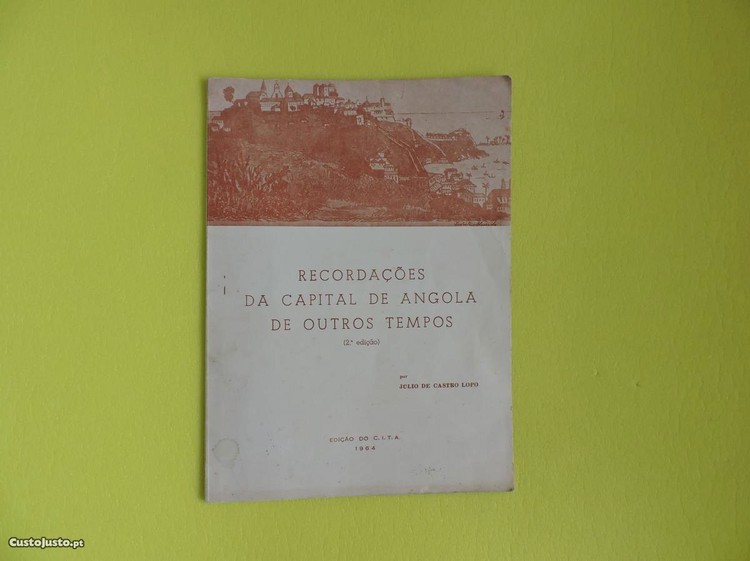 RECORDAÇÕES
DA CAPITAL DE ANGOLA
DE OUTROS TEMPOS
(2.ª edição)
por
JÚLIO DE CASTRO LOPO
EDIÇÃO DO C.I.T.A.
1964
CustoJusto.pt